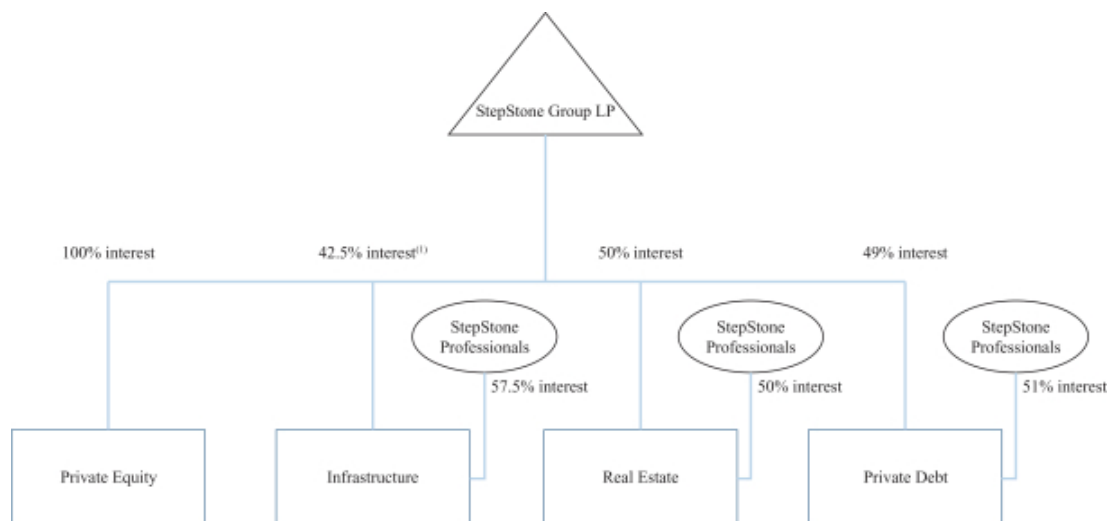 StepStone Group LP
100% interest
42.5% interest⁽¹⁾
50% interest
49% interest
StepStone
Professionals
StepStone
Professionals
StepStone
Professionals
57.5% interest
50% interest
51% interest
Private Equity
Infrastructure
Real Estate
Private Debt